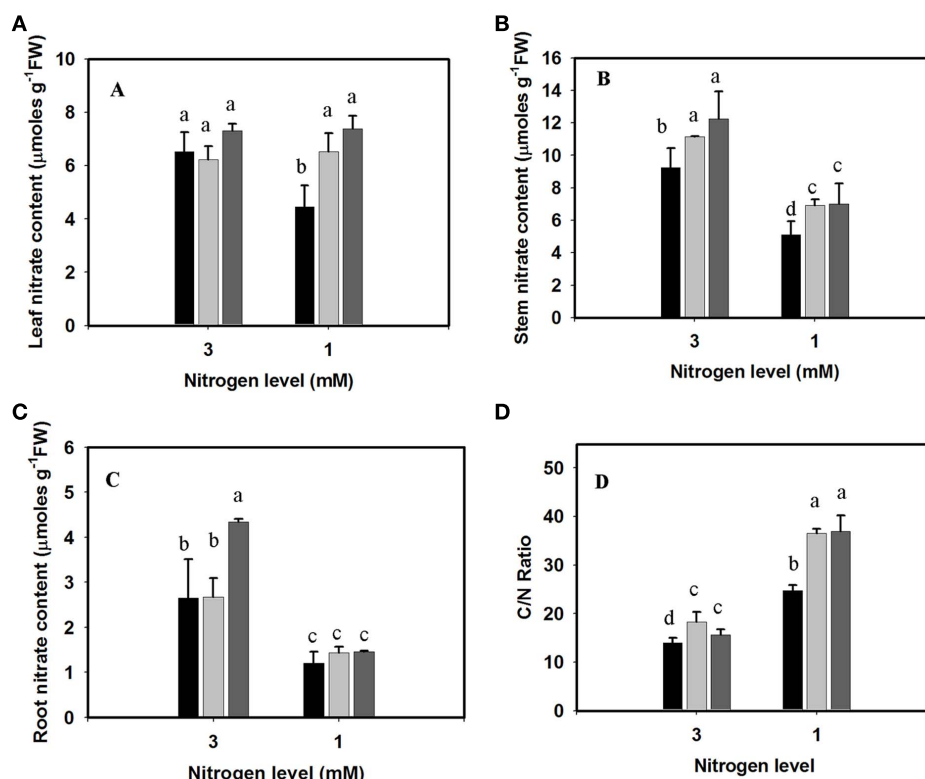 A
Leaf nitrate content (µmoles g⁻¹FW)
10
8
6
4
2
0
A
a
a
a
b
a
a
3
1
Nitrogen level (mM)
B
Stem nitrate content (µmoles g⁻¹FW)
16
14
12
10
8
6
4
2
0
B
b
a
a
d
c
c
3
1
Nitrogen level (mM)
C
Root nitrate content (µmoles g⁻¹FW)
6
5
4
3
2
1
0
C
b
b
a
c
c
c
3
1
Nitrogen level (mM)
D
C/N Ratio
50
40
30
20
10
0
D
d
c
c
b
a
a
3
1
Nitrogen level